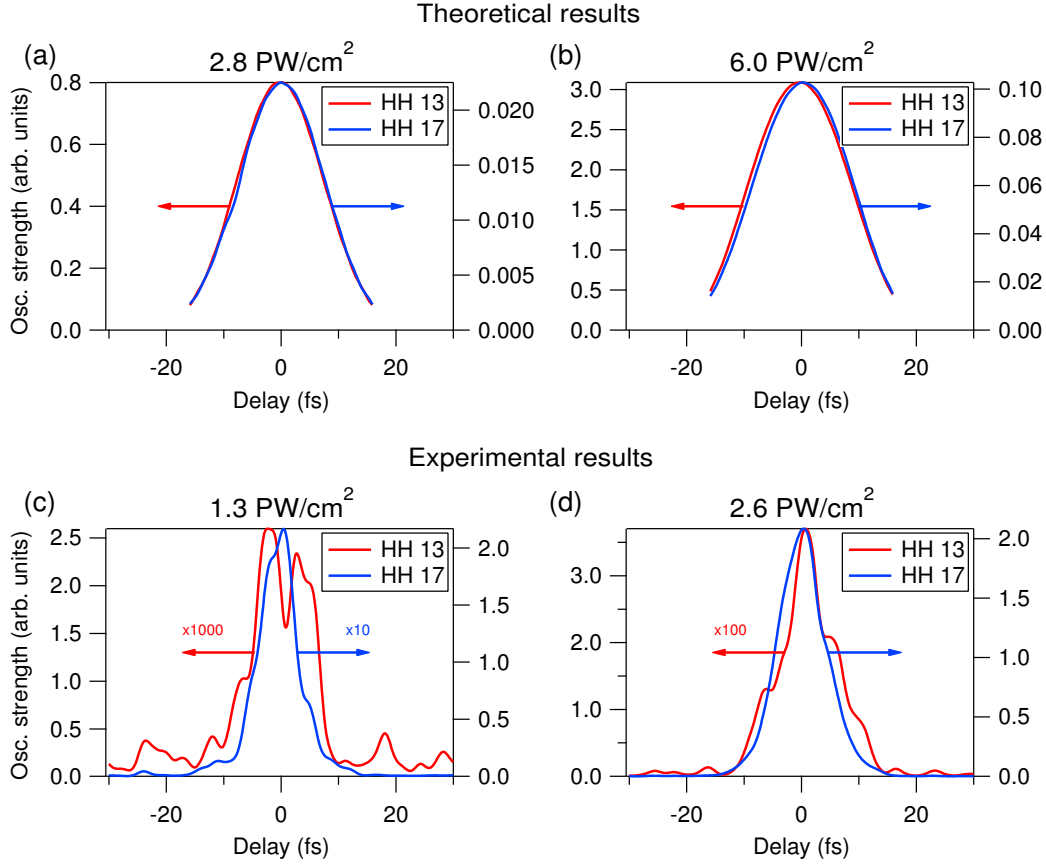 Theoretical results
(a)
2.8 PW/cm²
(b)
6.0 PW/cm²
Osc. strength (arb. units)
0.8
0.6
0.4
0.2
0.0
HH 13
HH 17
0.020
0.015
0.010
0.005
0.000
-20
0
20
Delay (fs)
3.0
2.5
2.0
1.5
1.0
0.5
0.0
HH 13
HH 17
0.10
0.08
0.06
0.04
0.02
0.00
-20
0
20
Delay (fs)
Experimental results
(c)
1.3 PW/cm²
(d)
2.6 PW/cm²
Osc. strength (arb. units)
2.5
2.0
1.5
1.0
0.5
0.0
HH 13
HH 17
x1000
x10
2.0
1.5
1.0
0.5
0.0
-20
0
20
Delay (fs)
3.0
2.0
1.0
0.0
HH 13
HH 17
x100
2.0
1.5
1.0
0.5
0.0
-20
0
20
Delay (fs)